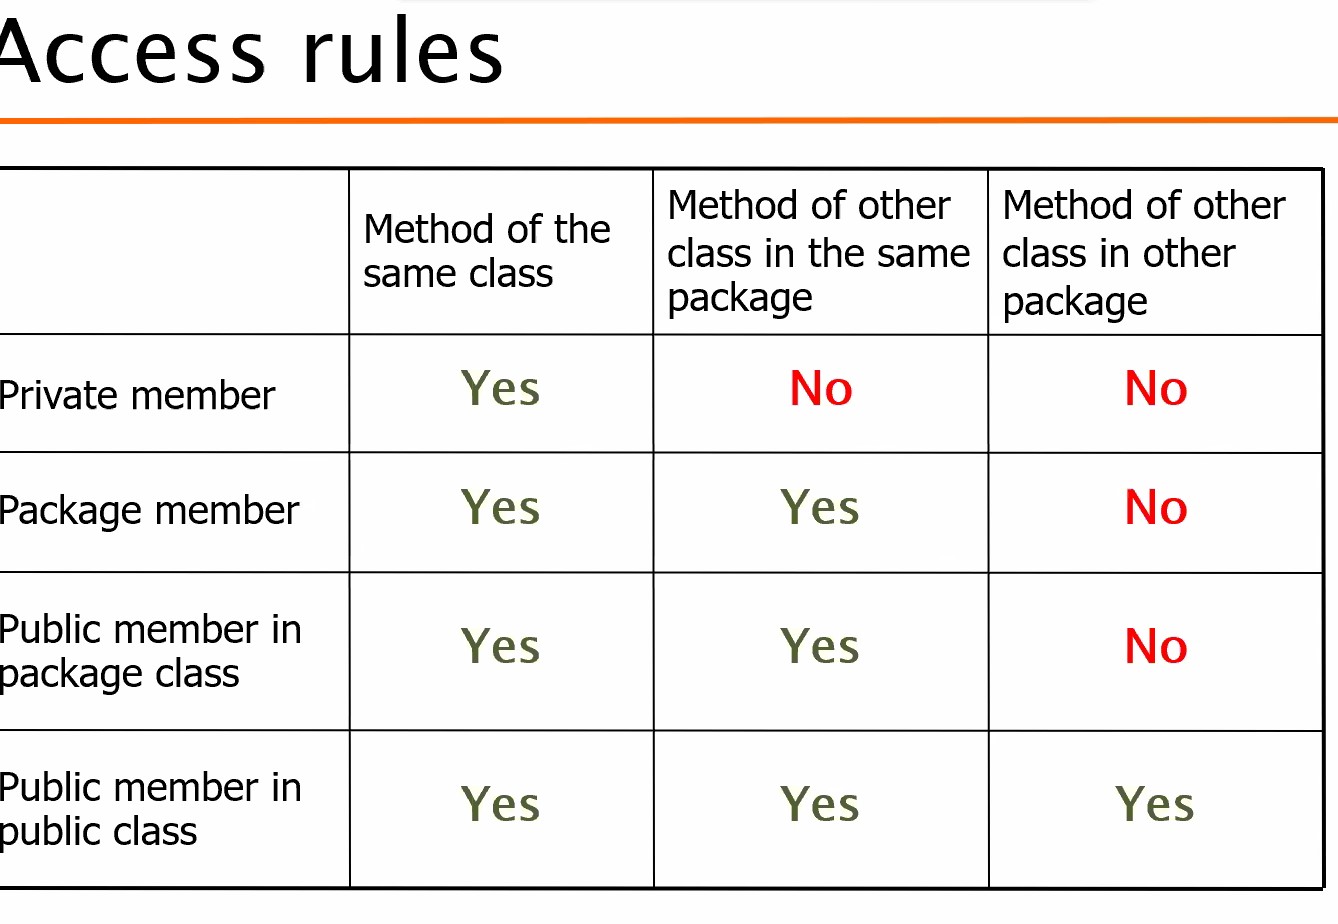 Access rules
Method of the
same class
Method of other
class in the same
package
Method of other
class in other
package
Private member
Yes
No
No
Package member
Yes
Yes
No
Public member in
package class
Yes
Yes
No
Public member in
public class
Yes
Yes
Yes